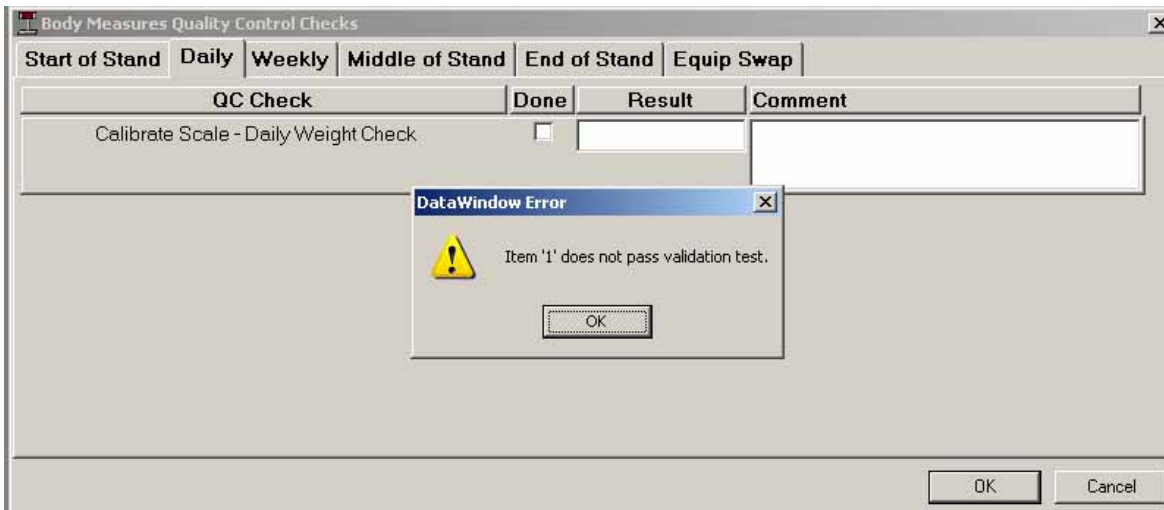 Body Measures Quality Control Checks
Start of Stand Daily Weekly Middle of Stand End of Stand Equip Swap
QC Check Done Result Comment
Calibrate Scale - Daily Weight Check
DataWindow Error
Item '1' does not pass validation test.
OK
OK Cancel